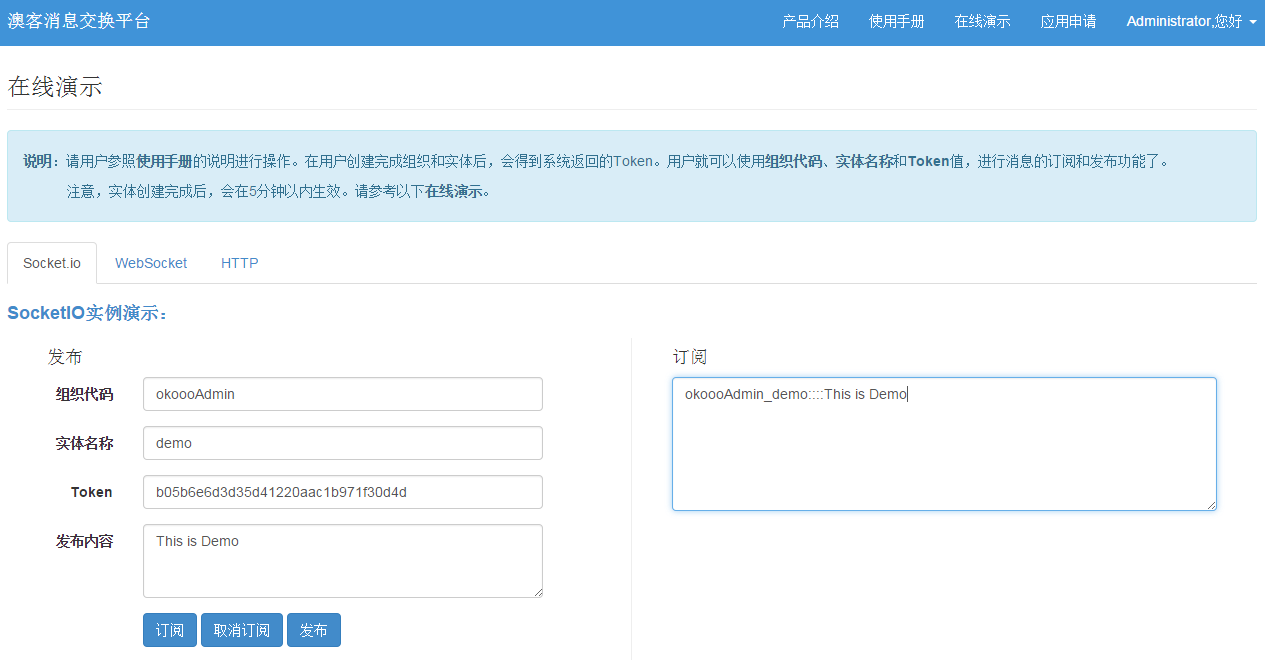 澳客消息交换平台
产品介绍 使用手册 在线演示 应用申请 Administrator,您好
在线演示
说明：请用户参照使用手册的说明进行操作。在用户创建完成组织和实体后，会得到系统返回的Token。用户就可以使用组织代码、实体名称和Token值，进行消息的订阅和发布功能了。
注意，实体创建完成后，会在5分钟以内生效。请参考以下在线演示。
Socket.io WebSocket HTTP
SocketIO实例演示：
发布
组织代码 okoooAdmin
实体名称 demo
Token b05b6e6d3d35d41220aac1b971f30d4d
发布内容 This is Demo
订阅 取消订阅 发布
订阅
okoooAdmin_demo::::This is Demo